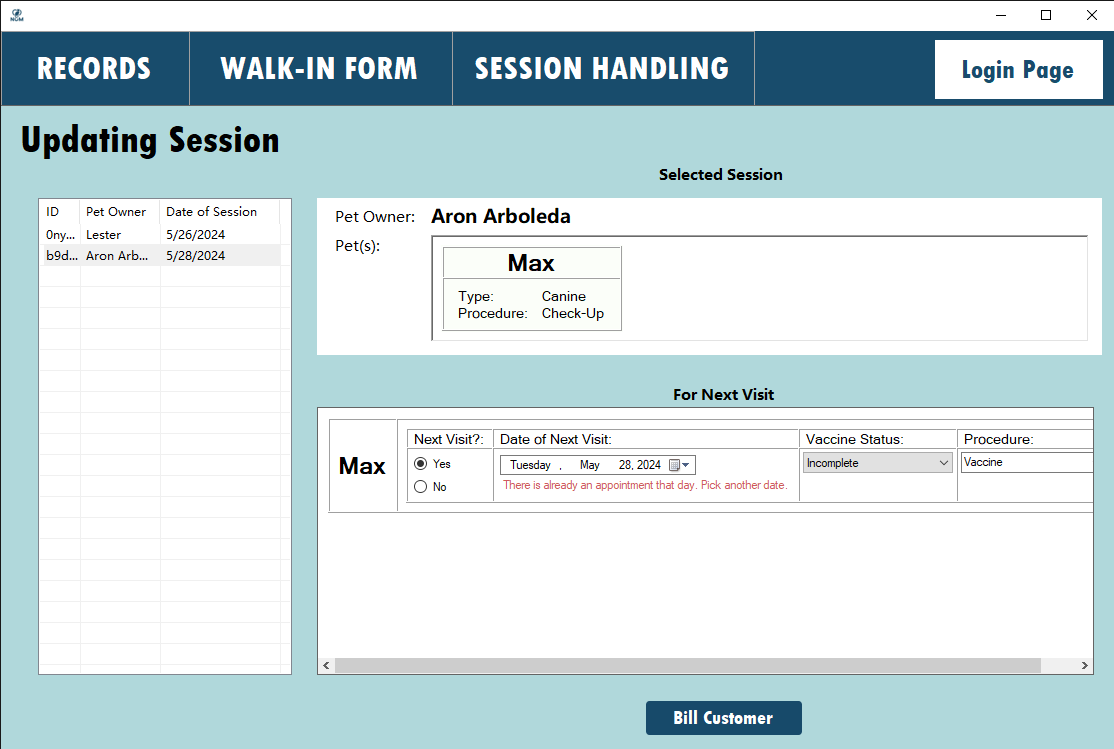 NGM
RECORDS WALK-IN FORM SESSION HANDLING Login Page
Updating Session
Selected Session
ID Pet Owner Date of Session
0ny... Lester 5/26/2024
b9d... Aron Arb... 5/28/2024
Pet Owner: Aron Arboleda
Pet(s):
Max
Type: Canine
Procedure: Check-Up
For Next Visit
Max
Next Visit?: Date of Next Visit: Vaccine Status: Procedure:
Yes Tuesday , May 28, 2024 Incomplete Vaccine
No There is already an appointment that day. Pick another date.
Bill Customer